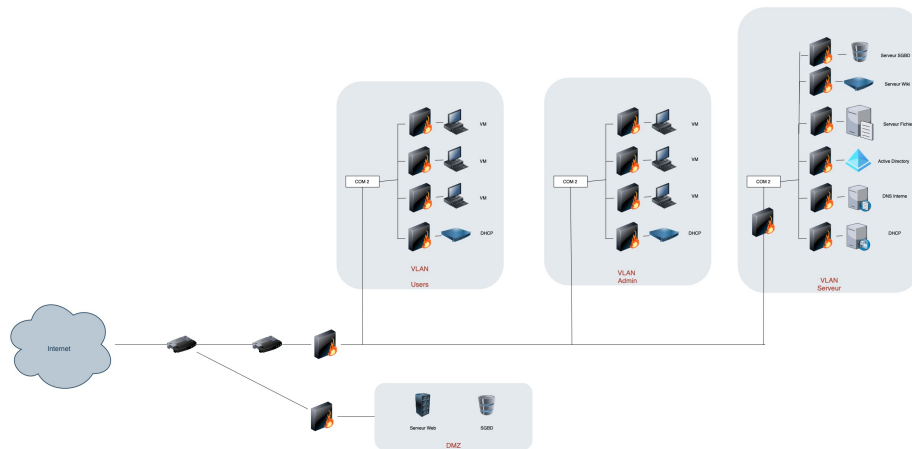 Serveur SGBD
Serveur Wiki
Serveur Fichier
Active Directory
DNS Interne
DHCP
COM 2
VLAN
Serveur
VM
VM
VM
DHCP
COM 2
VLAN
Users
VM
VM
VM
DHCP
COM 2
VLAN
Admin
Internet
Serveur Web
SGBD
DMZ